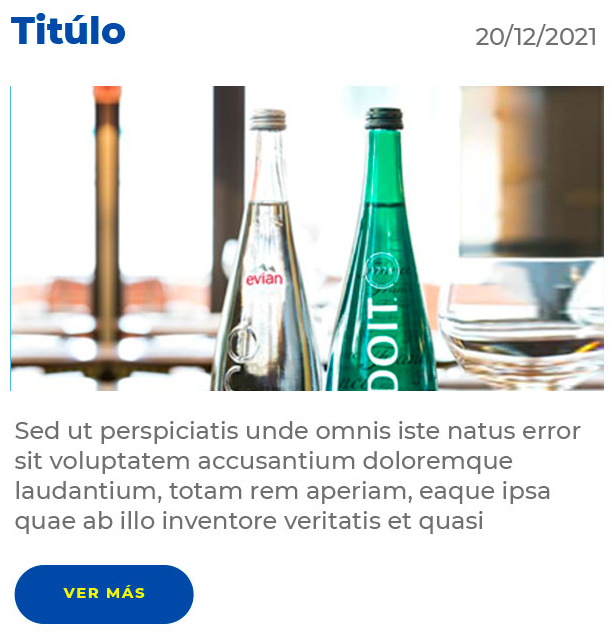 Titúlo
20/12/2021
evian
DOIT.
Sed ut perspiciatis unde omnis iste natus error
sit voluptatem accusantium doloremque
laudantium, totam rem aperiam, eaque ipsa
quae ab illo inventore veritatis et quasi
VER MÁS